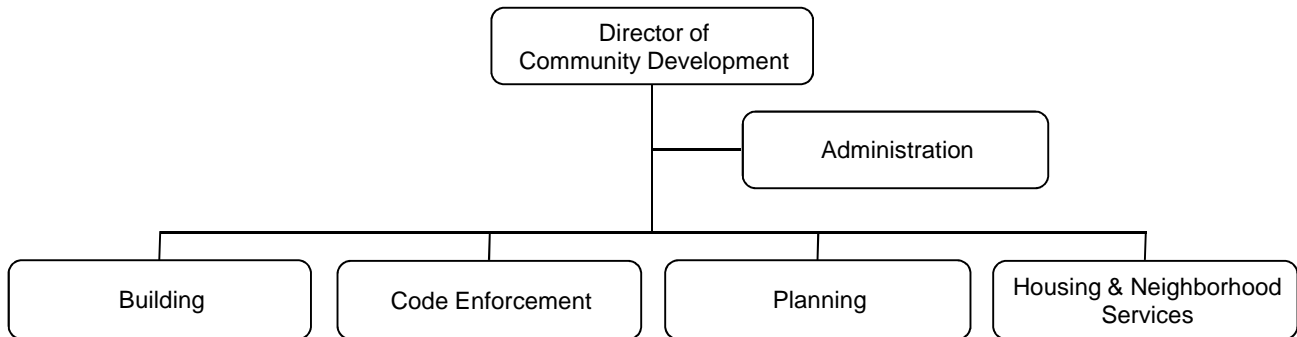 Director of
Community Development
Administration
Building
Code Enforcement
Planning
Housing & Neighborhood
Services